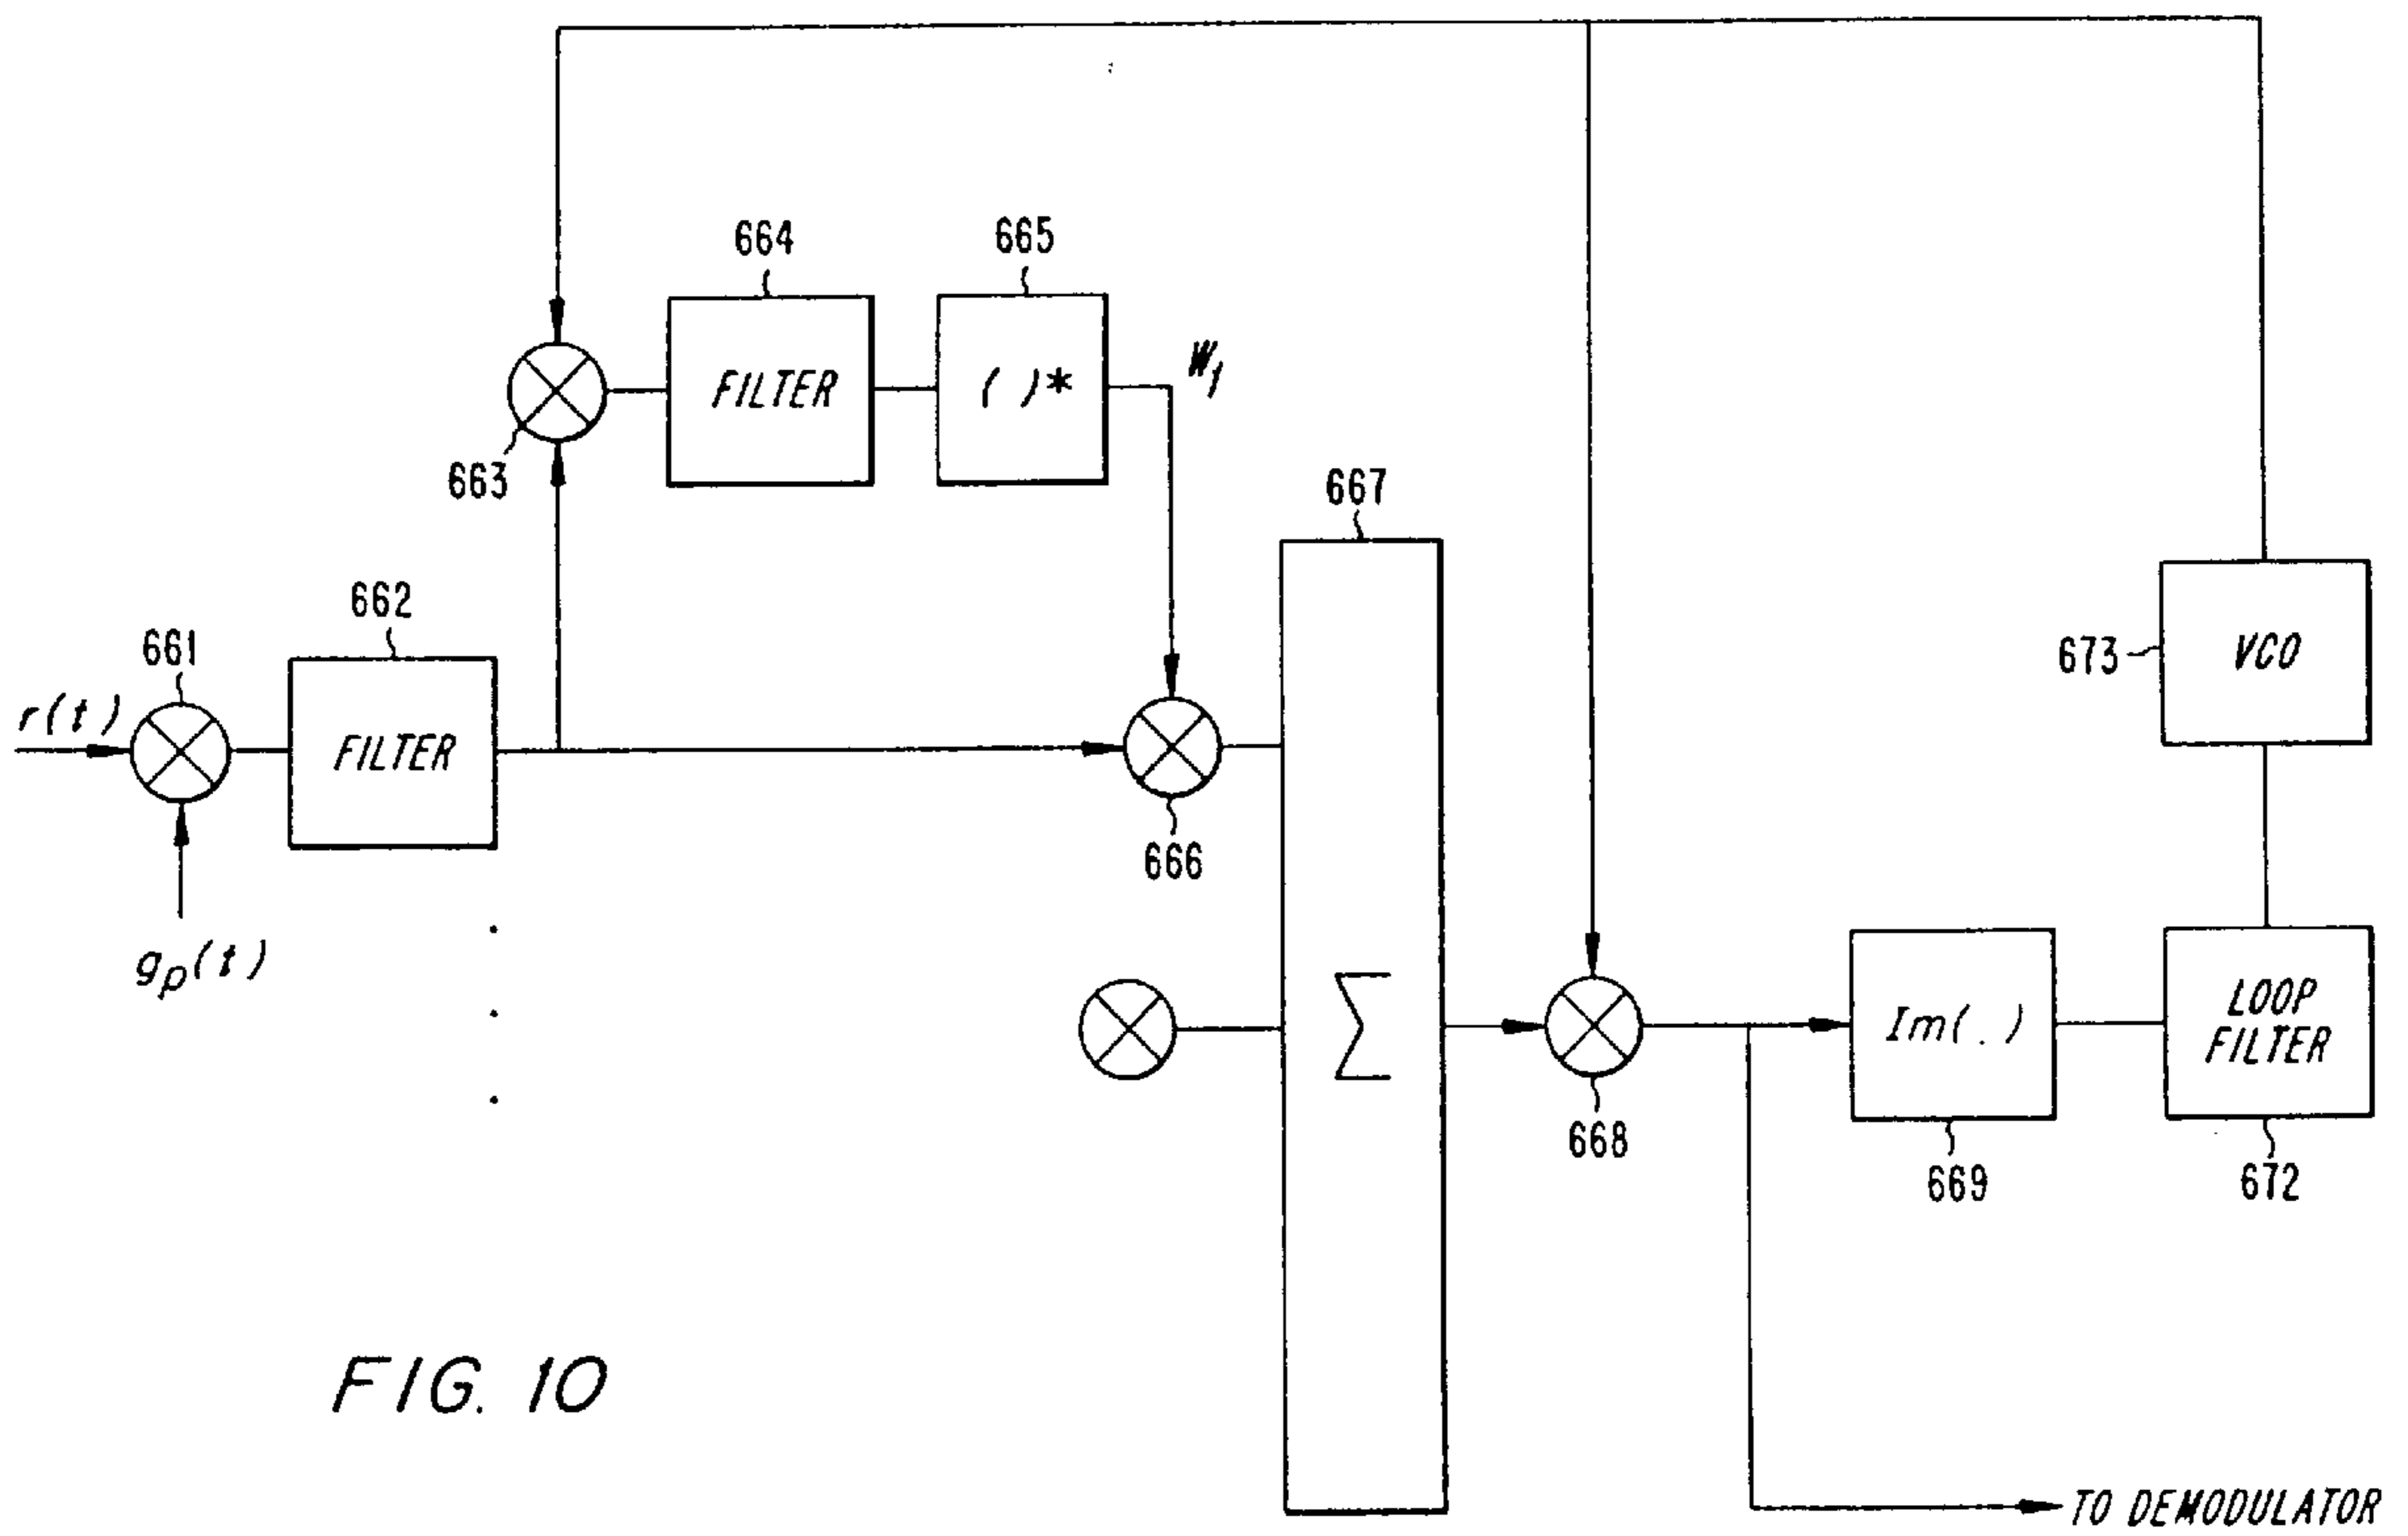 664
665
FILTER
( )*
W1
663
667
662
661
r(t)
FILTER
673
VCO
666
gp(t)
Σ
Im(.)
LOOP
FILTER
668
669
672
FIG. 10
TO DEMODULATOR